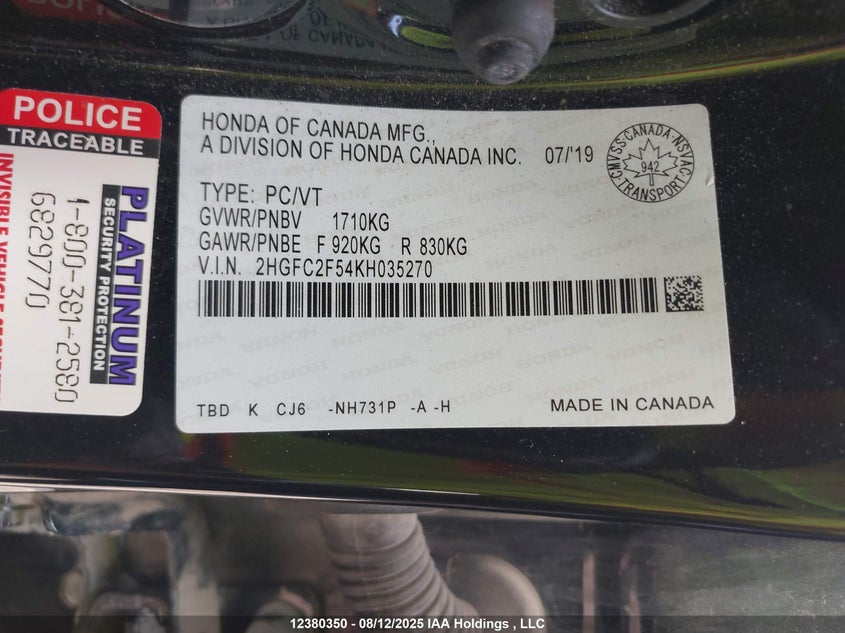 HONDA OF CANADA MFG.,
A DIVISION OF HONDA CANADA INC. 07/'19
CMVSS·CANADA·NSVAC
942
TRANSPORT
TYPE: PC/VT
GVWR/PNBV 1710KG
GAWR/PNBE F 920KG R 830KG
V.I.N. 2HGFC2F54KH035270
TBD K CJ6 -NH731P -A -H
MADE IN CANADA
POLICE
TRACEABLE
PLATINUM
SECURITY PROTECTION
1-800-381-2580
6829770
INVISIBLE VEHICLE
12380350 - 08/12/2025 IAA Holdings , LLC